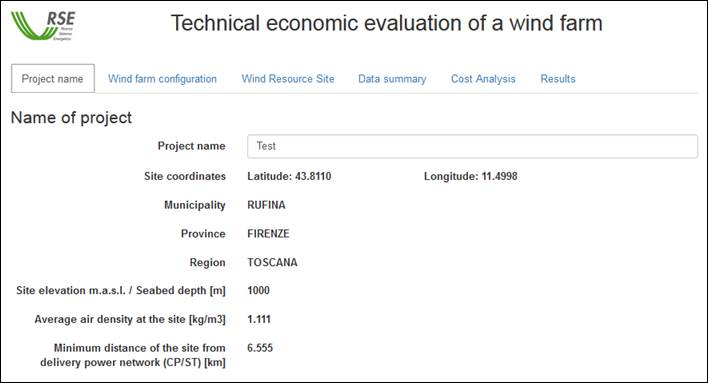 RSE
Ricerca
Sistema
Energetico
Technical economic evaluation of a wind farm
Project name Wind farm configuration Wind Resource Site Data summary Cost Analysis Results
Name of project
Project name Test
Site coordinates Latitude: 43.8110 Longitude: 11.4998
Municipality RUFINA
Province FIRENZE
Region TOSCANA
Site elevation m.a.s.l. / Seabed depth [m] 1000
Average air density at the site [kg/m3] 1.111
Minimum distance of the site from 6.555
delivery power network (CP/ST) [km]